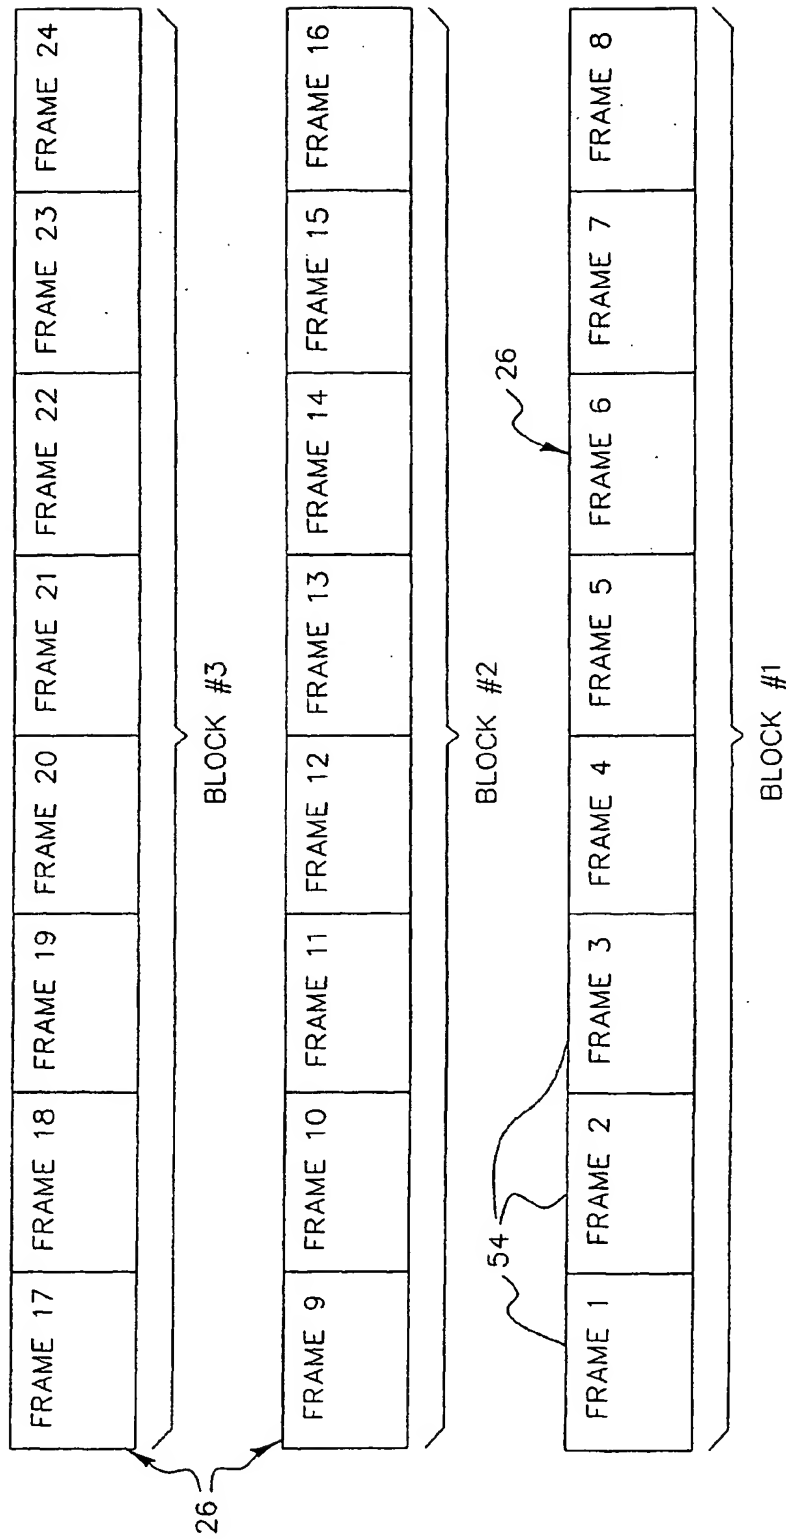 FRAME 17 FRAME 18 FRAME 19 FRAME 20 FRAME 21 FRAME 22 FRAME 23 FRAME 24
26
BLOCK #3
FRAME 9 FRAME 10 FRAME 11 FRAME 12 FRAME 13 FRAME 14 FRAME 15 FRAME 16
BLOCK #2
54
26
FRAME 1 FRAME 2 FRAME 3 FRAME 4 FRAME 5 FRAME 6 FRAME 7 FRAME 8
BLOCK #1